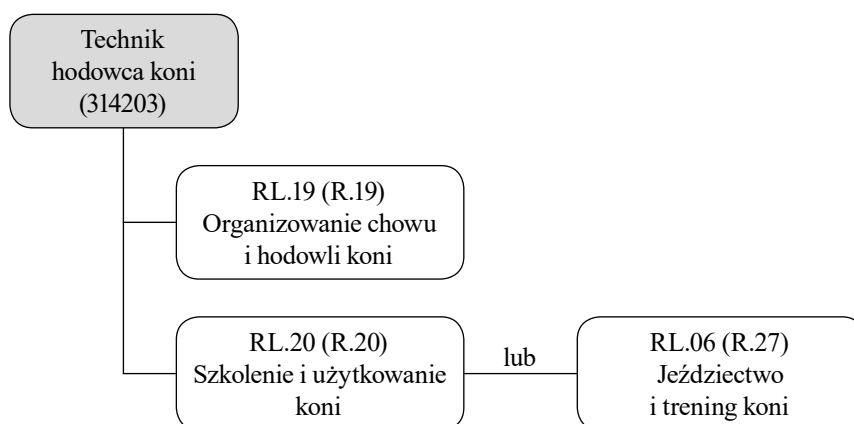 Technik
hodowca koni
(314203)
RL.19 (R.19)
Organizowanie chowu
i hodowli koni
RL.20 (R.20)
Szkolenie i użytkowanie
koni
lub
RL.06 (R.27)
Jeździectwo
i trening koni